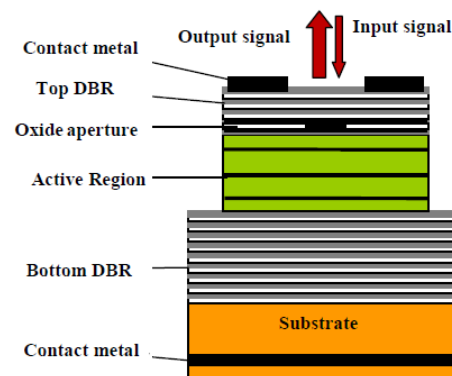 Output signal
Input signal
Contact metal
Top DBR
Oxide aperture
Active Region
Bottom DBR
Substrate
Contact metal